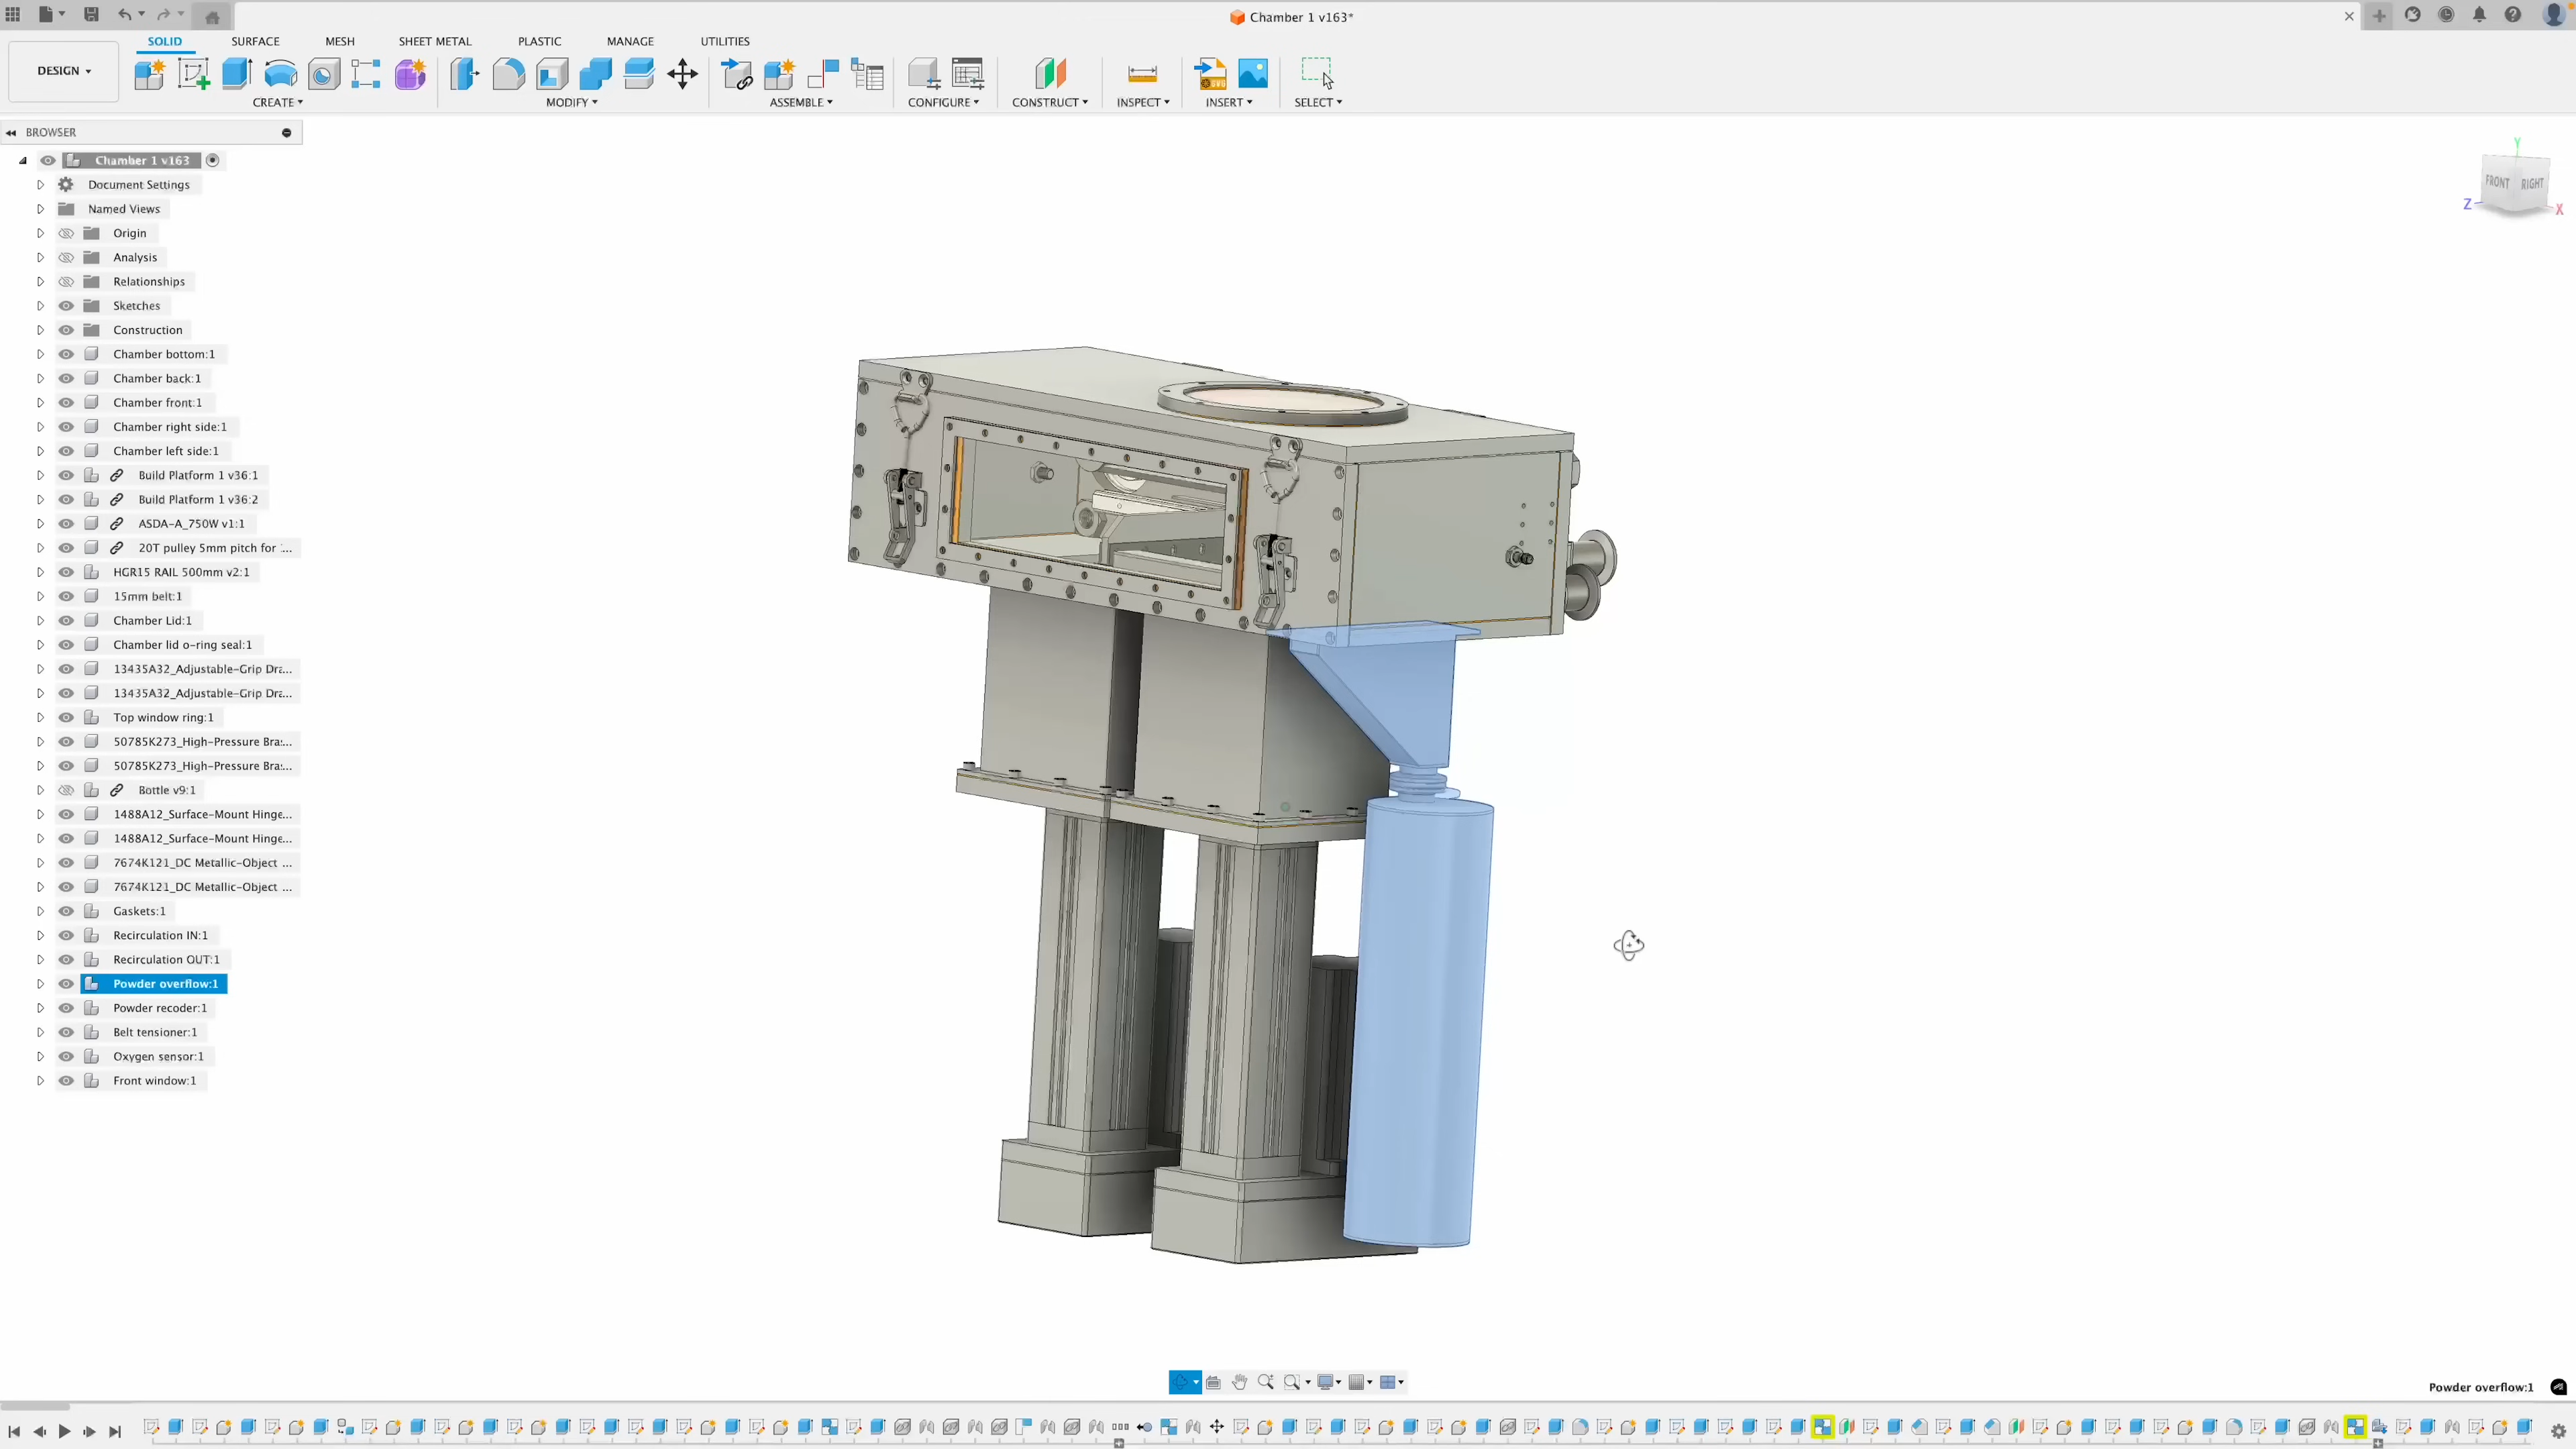 Chamber 1 v163*
SOLID SURFACE MESH SHEET METAL PLASTIC MANAGE UTILITIES
DESIGN
CREATE MODIFY ASSEMBLE CONFIGURE CONSTRUCT INSPECT INSERT SELECT
BROWSER
Chamber 1 v163
Document Settings
Named Views
Origin
Analysis
Relationships
Sketches
Construction
Chamber bottom:1
Chamber back:1
Chamber front:1
Chamber right side:1
Chamber left side:1
Build Platform 1 v36:1
Build Platform 1 v36:2
ASDA-A_750W v1:1
20T pulley 5mm pitch for ...
HGR15 RAIL 500mm v2:1
15mm belt:1
Chamber Lid:1
Chamber lid o-ring seal:1
13435A32_Adjustable-Grip Dra...
13435A32_Adjustable-Grip Dra...
Top window ring:1
50785K273_High-Pressure Bra...
50785K273_High-Pressure Bra...
Bottle v9:1
1488A12_Surface-Mount Hinge...
1488A12_Surface-Mount Hinge...
7674K121_DC Metallic-Object ...
7674K121_DC Metallic-Object ...
Gaskets:1
Recirculation IN:1
Recirculation OUT:1
Powder overflow:1
Powder recoder:1
Belt tensioner:1
Oxygen sensor:1
Front window:1
Y
FRONT RIGHT
Z
X
Powder overflow:1